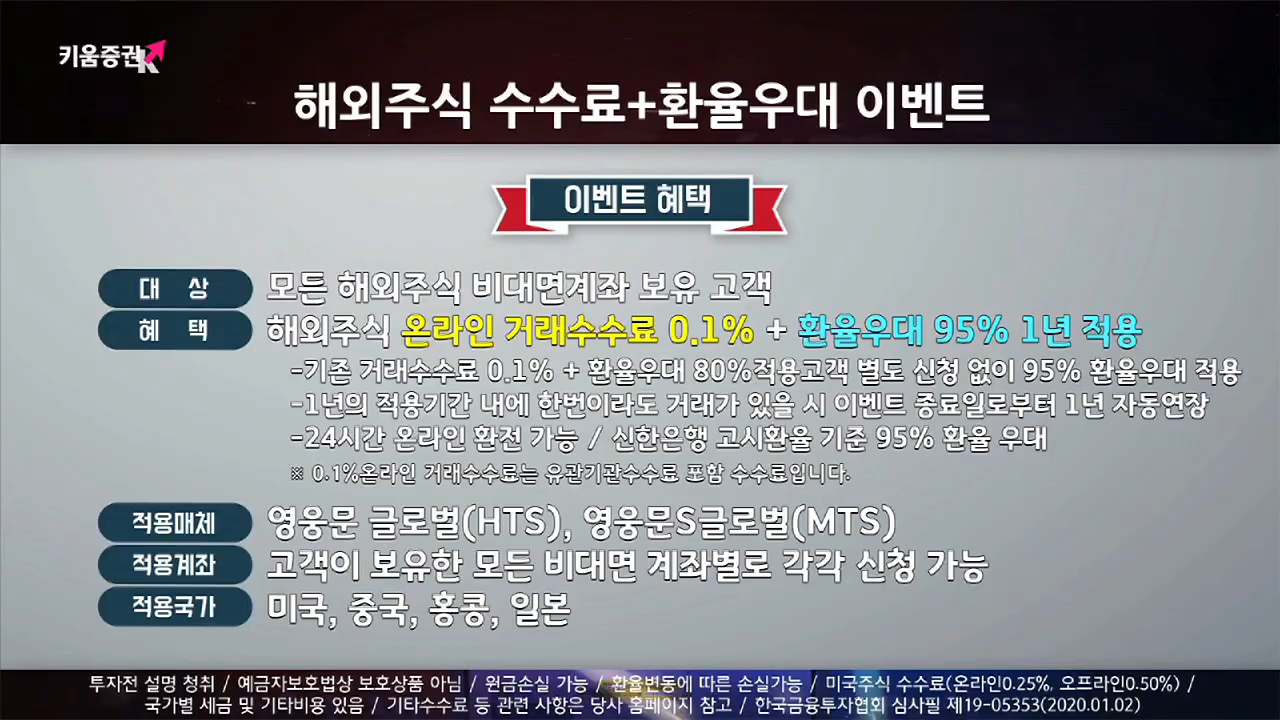 키움증권
해외주식 수수료+환율우대 이벤트
이벤트 혜택
대 상 모든 해외주식 비대면계좌 보유 고객
혜 택 해외주식 온라인 거래수수료 0.1% + 환율우대 95% 1년 적용
-기존 거래수수료 0.1% + 환율우대 80%적용고객 별도 신청 없이 95% 환율우대 적용
-1년의 적용기간 내에 한번이라도 거래가 있을 시 이벤트 종료일로부터 1년 자동연장
-24시간 온라인 환전 가능 / 신한은행 고시환율 기준 95% 환율 우대
※ 0.1%온라인 거래수수료는 유관기관수수료 포함 수수료입니다.
적용매체 영웅문 글로벌(HTS), 영웅문S글로벌(MTS)
적용계좌 고객이 보유한 모든 비대면 계좌별로 각각 신청 가능
적용국가 미국, 중국, 홍콩, 일본
투자전 설명 청취 / 예금자보호법상 보호상품 아님 / 원금손실 가능 / 환율변동에 따른 손실가능 / 미국주식 수수료(온라인0.25%, 오프라인0.50%) /
국가별 세금 및 기타비용 있음 / 기타수수료 등 관련 사항은 당사 홈페이지 참고 / 한국금융투자협회 심사필 제19-05353(2020.01.02)